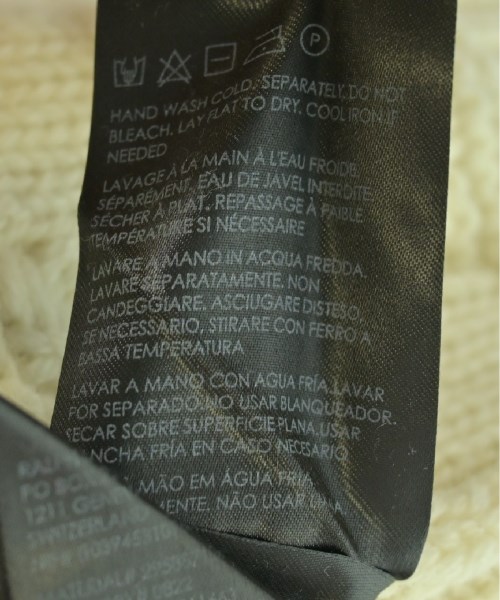 P
HAND WASH COLD. SEPARATELY. DO NOT
BLEACH. LAY FLAT TO DRY. COOL IRON IF
NEEDED
LAVAGE À LA MAIN À L'EAU FROIDE.
SÉPARÉMENT, EAU DE JAVEL INTERDITE.
SÉCHER À PLAT. REPASSAGE À FAIBLE
TEMPÉRATURE SI NÉCESSAIRE
LAVARE A MANO IN ACQUA FREDDA.
LAVARE SEPARATAMENTE. NON
CANDEGGIARE. ASCIUGARE DISTESO.
SE NECESSARIO, STIRARE CON FERRO A
BASSA TEMPERATURA
LAVAR A MANO CON AGUA FRÍA. LAVAR
POR SEPARADO. NO USAR BLANQUEADOR.
SECAR SOBRE SUPERFICIE PLANA. USAR
PLANCHA FRÍA EN CASO NECESARIO
MÃO EM ÁGUA FRIA.
NÃO USAR
PO BO
1211 GE
SWITZERLAND